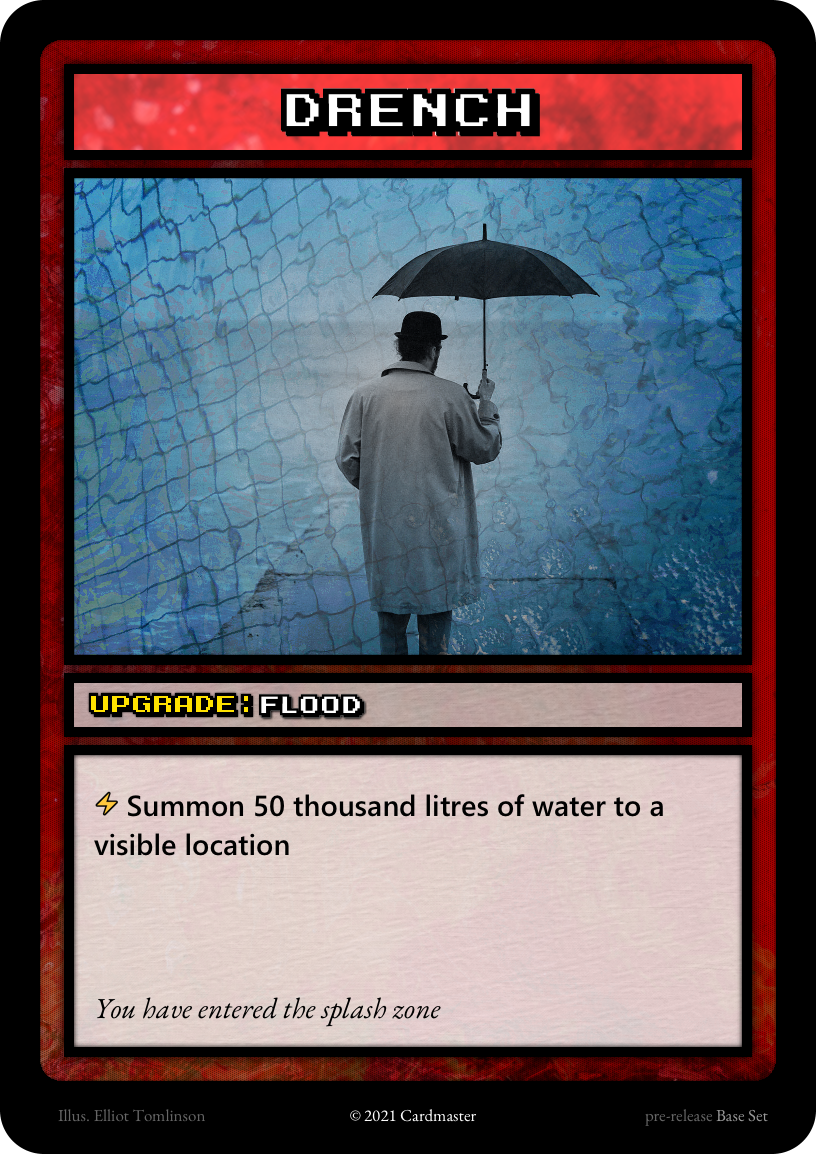 DRENCH
UPGRADE: FLOOD
⚡ Summon 50 thousand litres of water to a
visible location
You have entered the splash zone
Illus. Elliot Tomlinson © 2021 Cardmaster pre-release Base Set